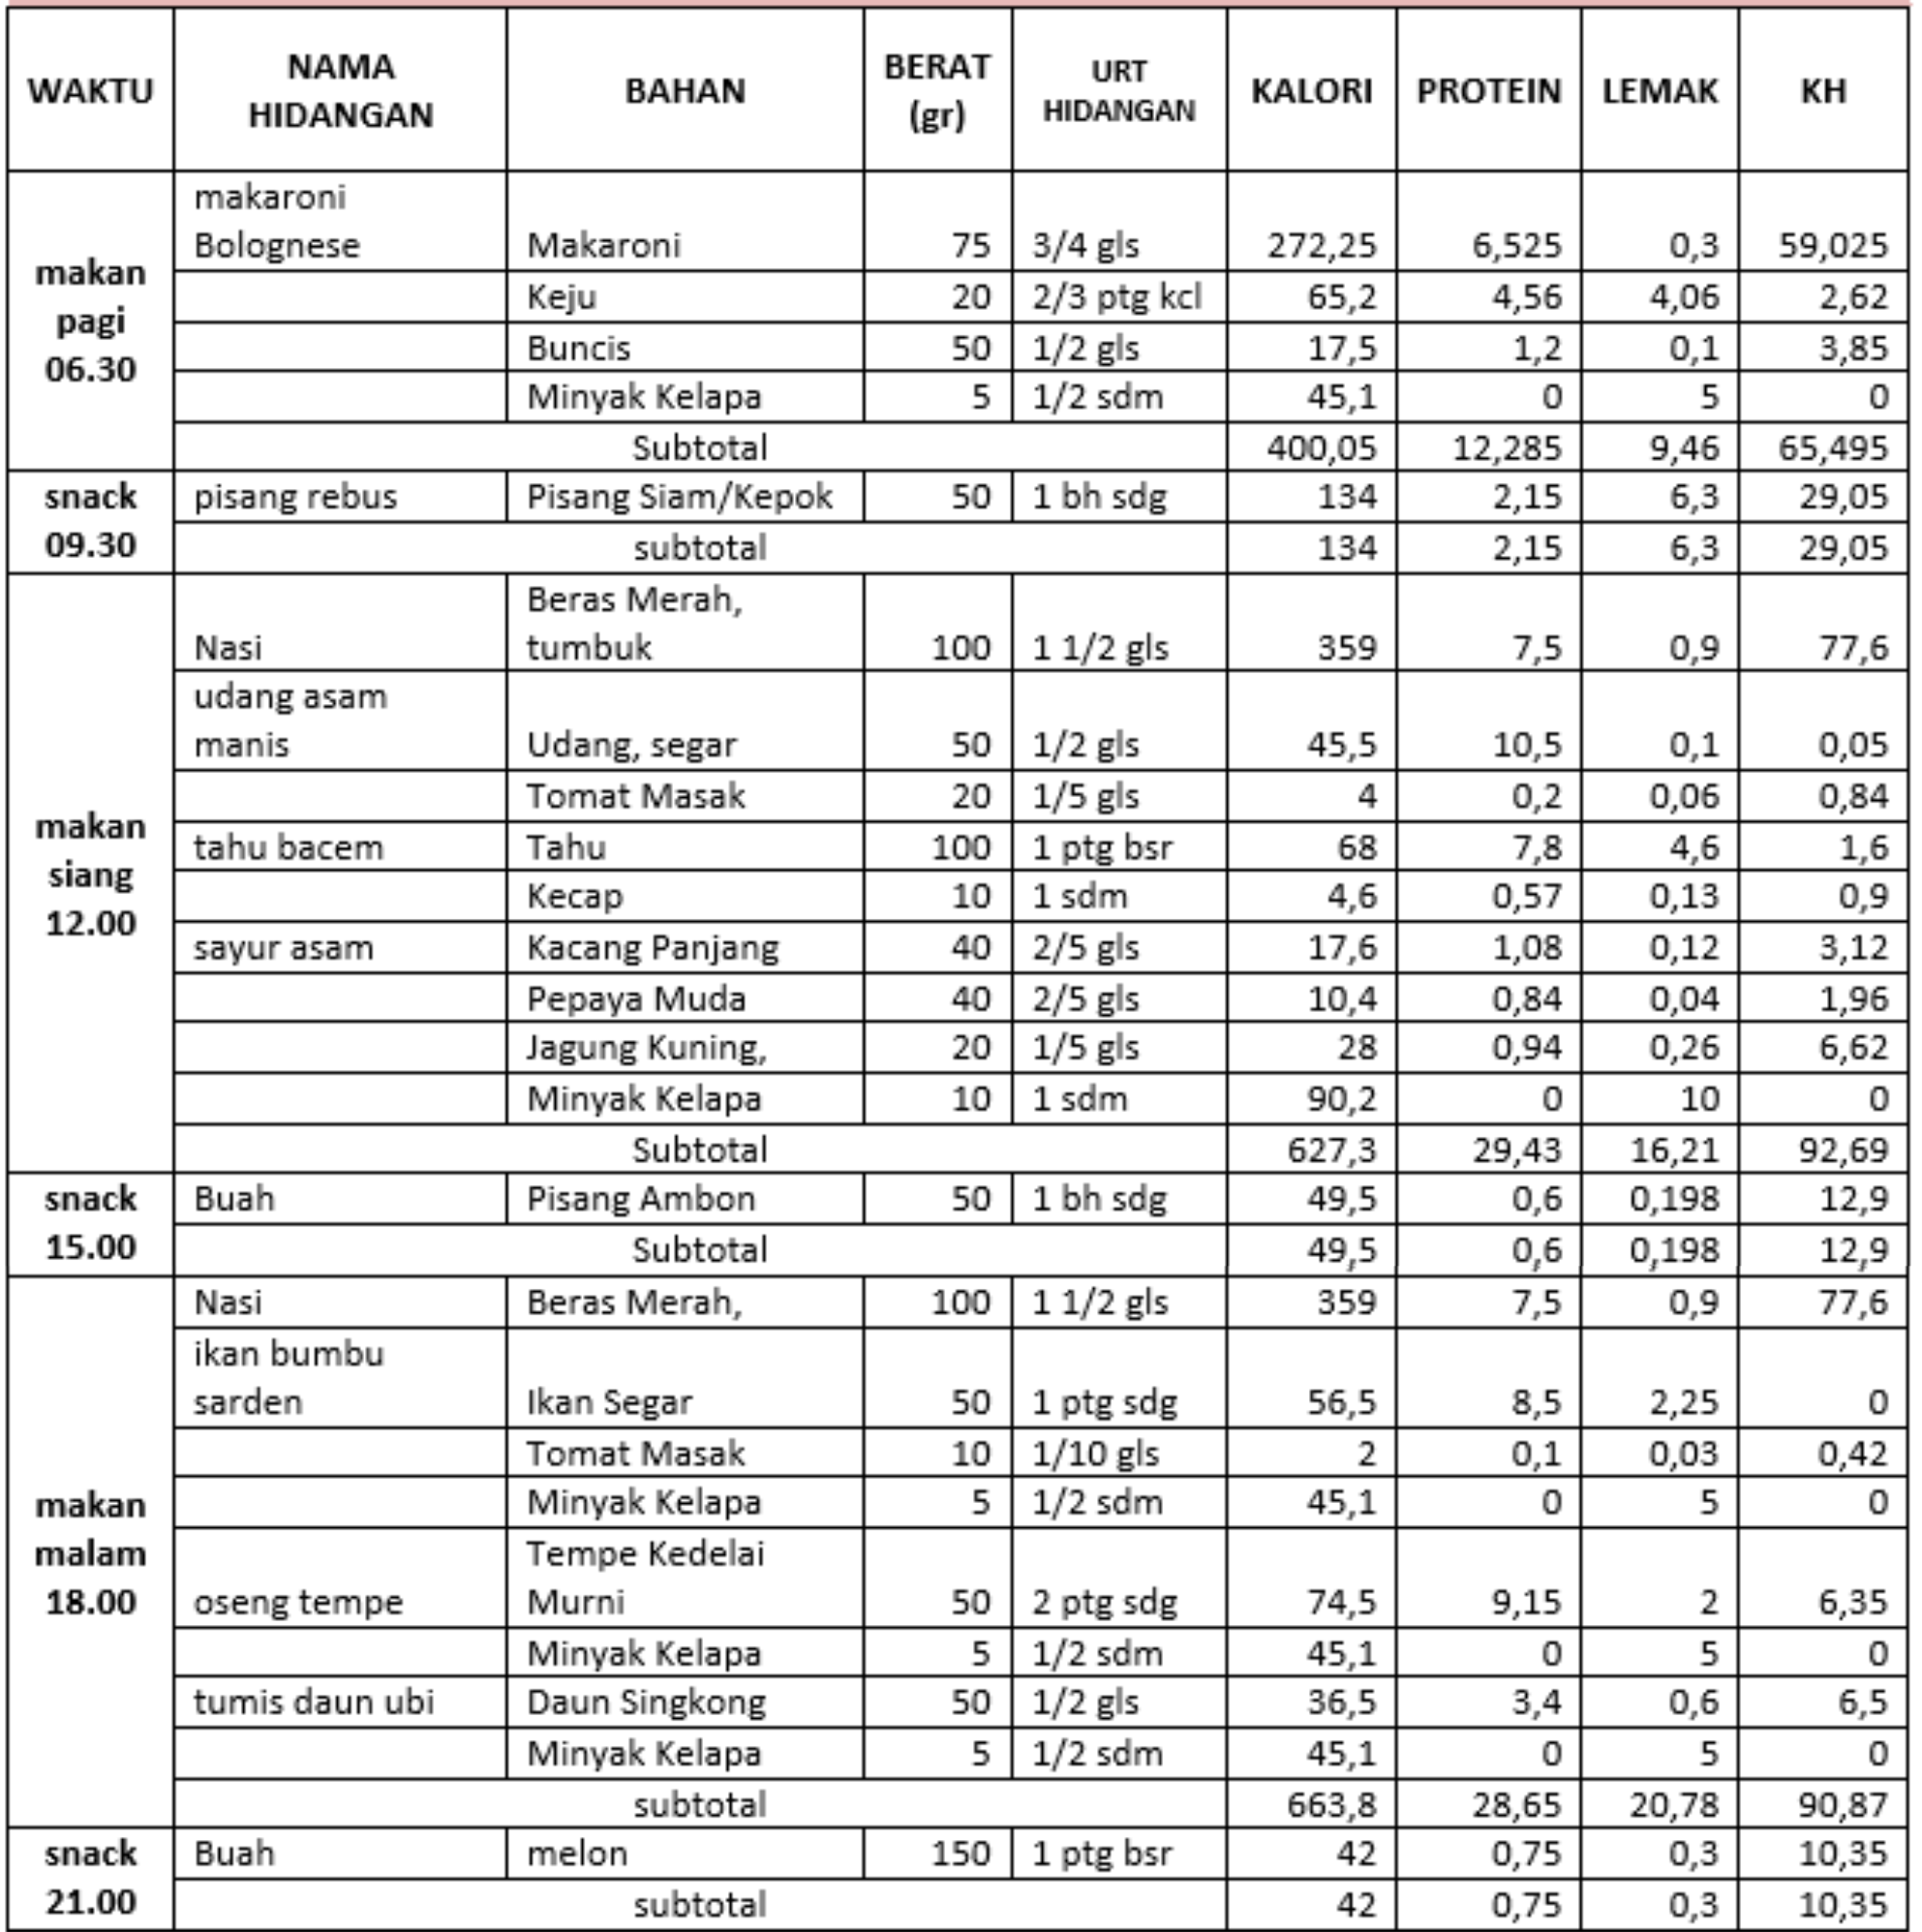 WAKTU NAMA HIDANGAN BAHAN BERAT (gr) URT HIDANGAN KALORI PROTEIN LEMAK KH
makan pagi 06.30
makaroni
Bolognese Makaroni 75 3/4 gls 272,25 6,525 0,3 59,025
Keju 20 2/3 ptg kcl 65,2 4,56 4,06 2,62
Buncis 50 1/2 gls 17,5 1,2 0,1 3,85
Minyak Kelapa 5 1/2 sdm 45,1 0 5 0
Subtotal 400,05 12,285 9,46 65,495
snack 09.30
pisang rebus Pisang Siam/Kepok 50 1 bh sdg 134 2,15 6,3 29,05
subtotal 134 2,15 6,3 29,05
makan siang 12.00
Nasi Beras Merah, tumbuk 100 1 1/2 gls 359 7,5 0,9 77,6
udang asam manis Udang, segar 50 1/2 gls 45,5 10,5 0,1 0,05
Tomat Masak 20 1/5 gls 4 0,2 0,06 0,84
tahu bacem Tahu 100 1 ptg bsr 68 7,8 4,6 1,6
Kecap 10 1 sdm 4,6 0,57 0,13 0,9
sayur asam Kacang Panjang 40 2/5 gls 17,6 1,08 0,12 3,12
Pepaya Muda 40 2/5 gls 10,4 0,84 0,04 1,96
Jagung Kuning, 20 1/5 gls 28 0,94 0,26 6,62
Minyak Kelapa 10 1 sdm 90,2 0 10 0
Subtotal 627,3 29,43 16,21 92,69
snack 15.00
Buah Pisang Ambon 50 1 bh sdg 49,5 0,6 0,198 12,9
Subtotal 49,5 0,6 0,198 12,9
makan malam 18.00
Nasi Beras Merah, 100 1 1/2 gls 359 7,5 0,9 77,6
ikan bumbu sarden Ikan Segar 50 1 ptg sdg 56,5 8,5 2,25 0
Tomat Masak 10 1/10 gls 2 0,1 0,03 0,42
Minyak Kelapa 5 1/2 sdm 45,1 0 5 0
oseng tempe Tempe Kedelai Murni 50 2 ptg sdg 74,5 9,15 2 6,35
Minyak Kelapa 5 1/2 sdm 45,1 0 5 0
tumis daun ubi Daun Singkong 50 1/2 gls 36,5 3,4 0,6 6,5
Minyak Kelapa 5 1/2 sdm 45,1 0 5 0
subtotal 663,8 28,65 20,78 90,87
snack 21.00
Buah melon 150 1 ptg bsr 42 0,75 0,3 10,35
subtotal 42 0,75 0,3 10,35